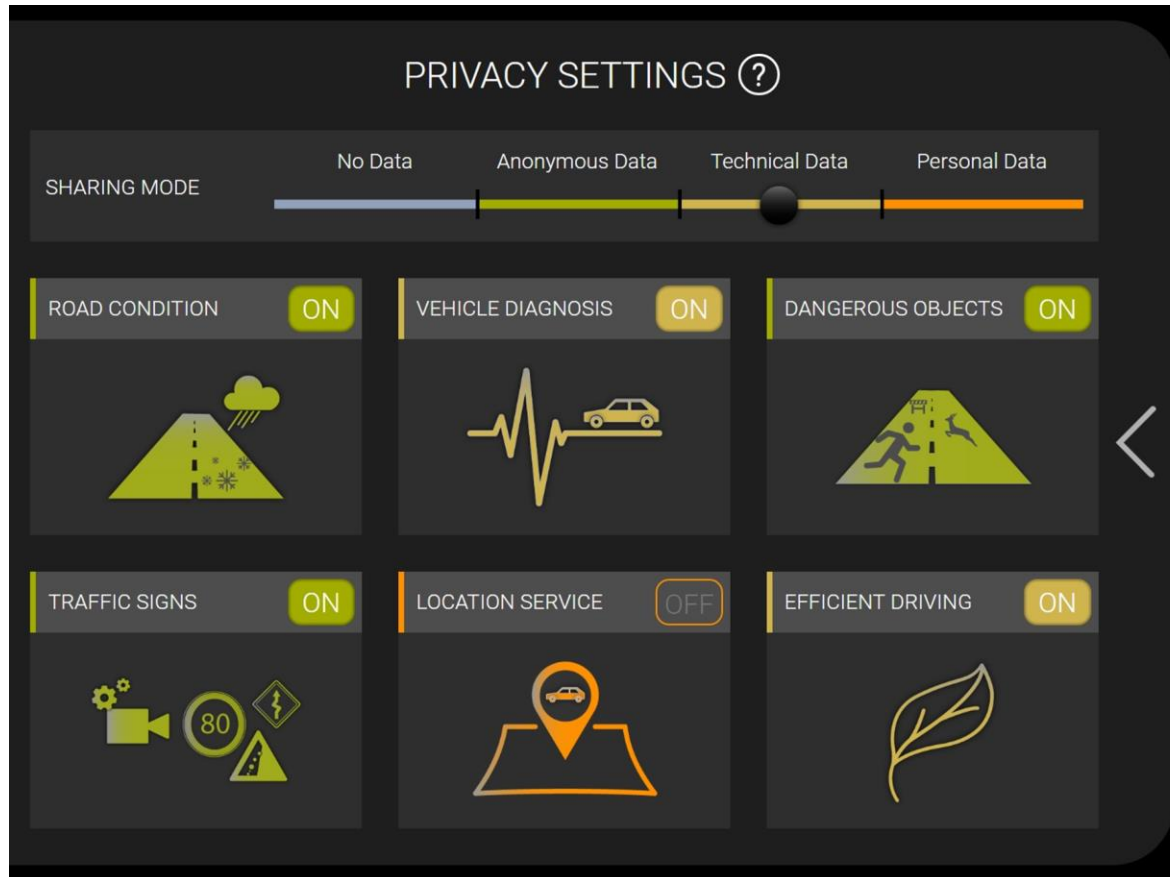 PRIVACY SETTINGS ?
No Data Anonymous Data Technical Data Personal Data
SHARING MODE
ROAD CONDITION ON
VEHICLE DIAGNOSIS ON
DANGEROUS OBJECTS ON
TRAFFIC SIGNS ON
80
LOCATION SERVICE OFF
EFFICIENT DRIVING ON